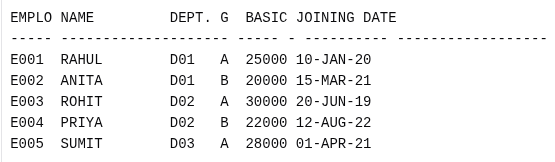 EMPLO NAME           DEPT. G  BASIC JOINING DATE
----- -------------------- ----- - ---------- ------------------
E001  RAHUL          D01   A  25000 10-JAN-20
E002  ANITA          D01   B  20000 15-MAR-21
E003  ROHIT          D02   A  30000 20-JUN-19
E004  PRIYA          D02   B  22000 12-AUG-22
E005  SUMIT          D03   A  28000 01-APR-21